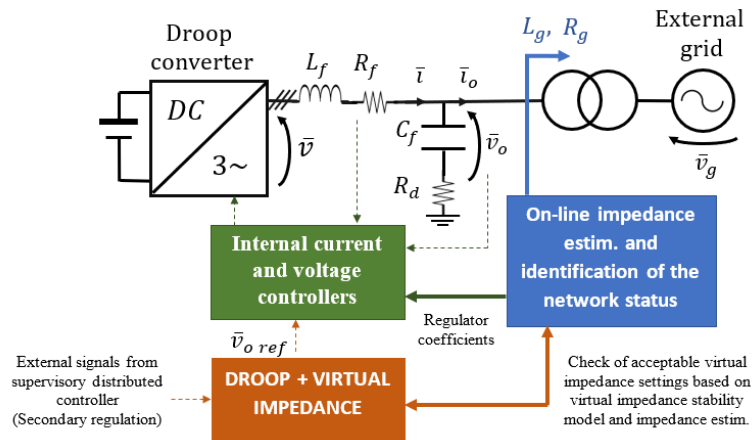 Droop
converter
External
grid
L_g, R_g
L_f
R_f
i̅
i̅_o
DC
3~
v̅
C_f
v̅_o
R_d
v̅_g
Internal current
and voltage
controllers
On-line impedance
estim. and
identification of the
network status
Regulator
coefficients
v̅_{o ref}
External signals from
supervisory distributed
controller
(Secondary regulation)
DROOP + VIRTUAL
IMPEDANCE
Check of acceptable virtual
impedance settings based on
virtual impedance stability
model and impedance estim.